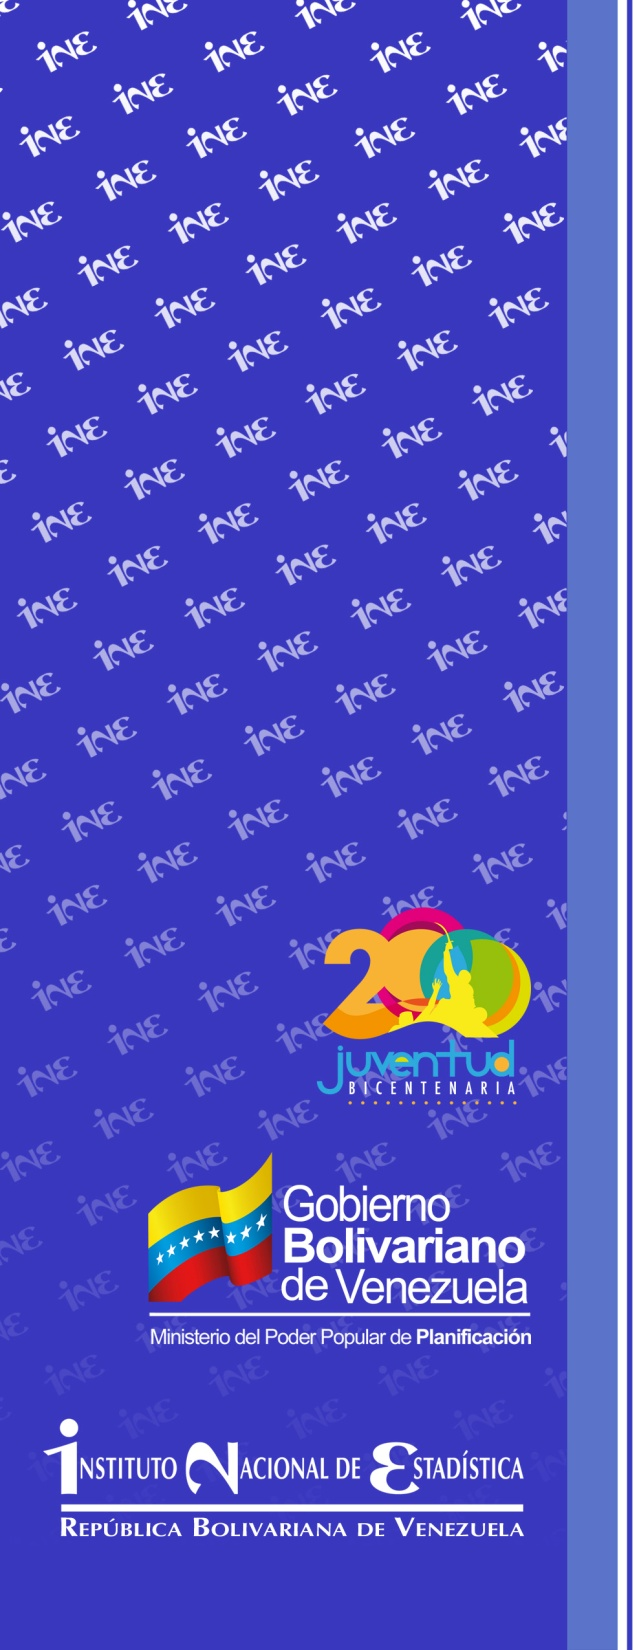 200
juventud
BICENTENARIA
Gobierno
Bolivariano
de Venezuela
Ministerio del Poder Popular de Planificación
INSTITUTO NACIONAL DE ESTADÍSTICA
REPÚBLICA BOLIVARIANA DE VENEZUELA